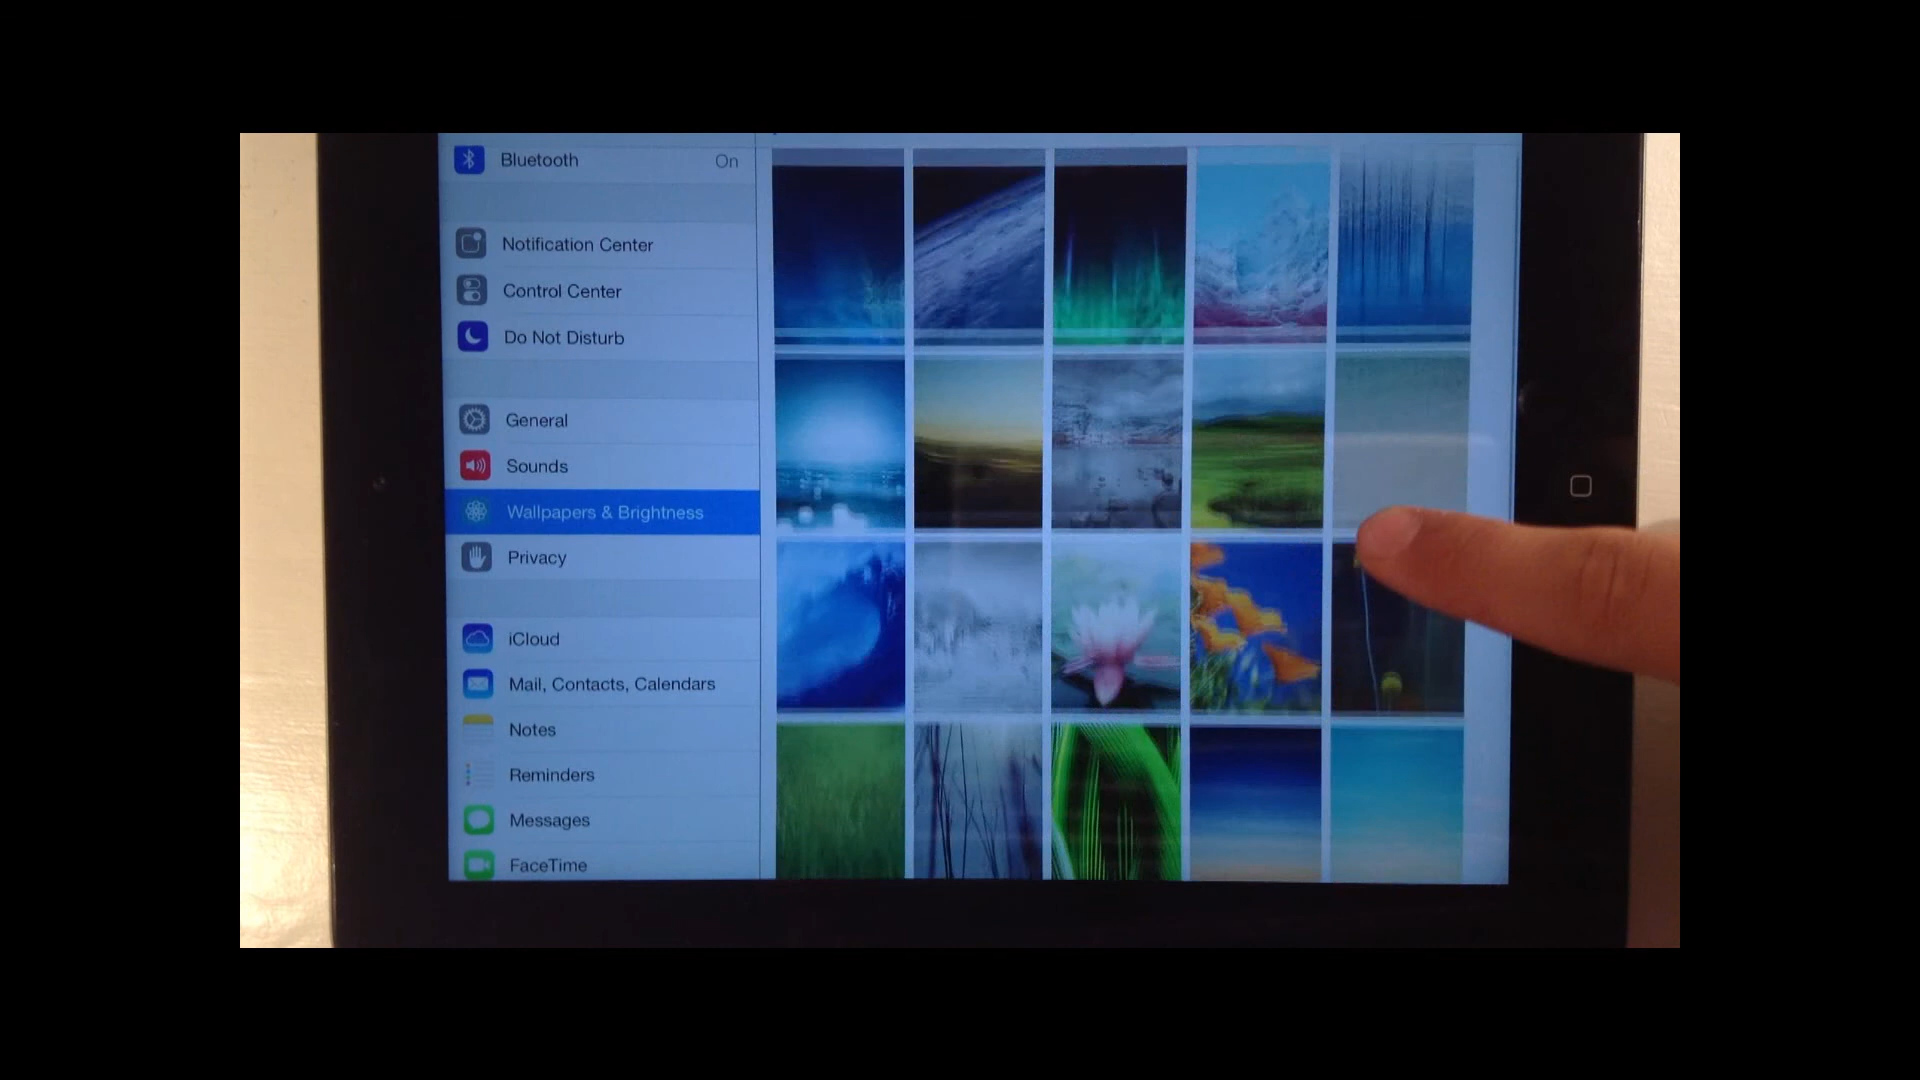 Bluetooth On
Notification Center
Control Center
Do Not Disturb
General
Sounds
Wallpapers & Brightness
Privacy
iCloud
Mail, Contacts, Calendars
Notes
Reminders
Messages
FaceTime